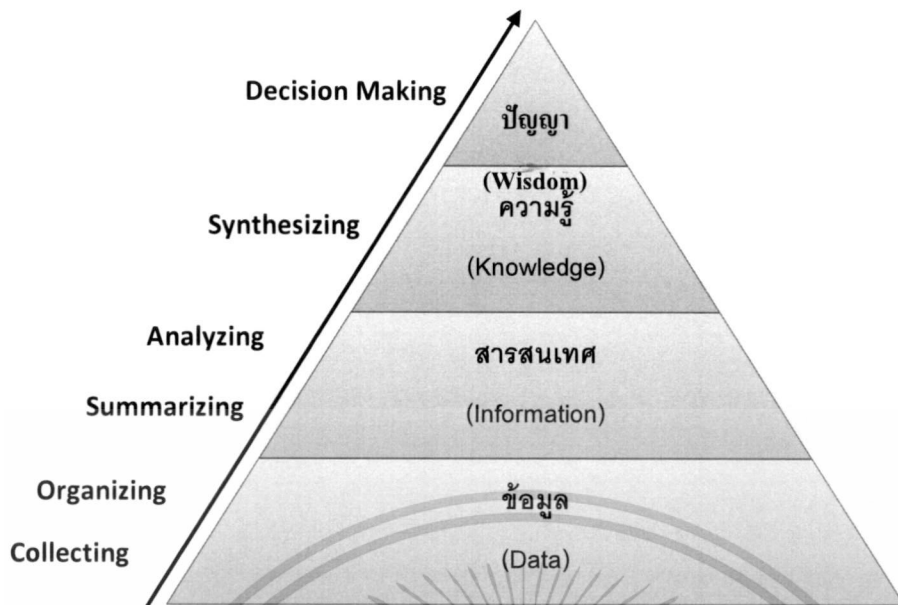 Decision Making
ปัญญา
(Wisdom)
Synthesizing
ความรู้
(Knowledge)
Analyzing
สารสนเทศ
Summarizing
(Information)
Organizing
ข้อมูล
Collecting
(Data)